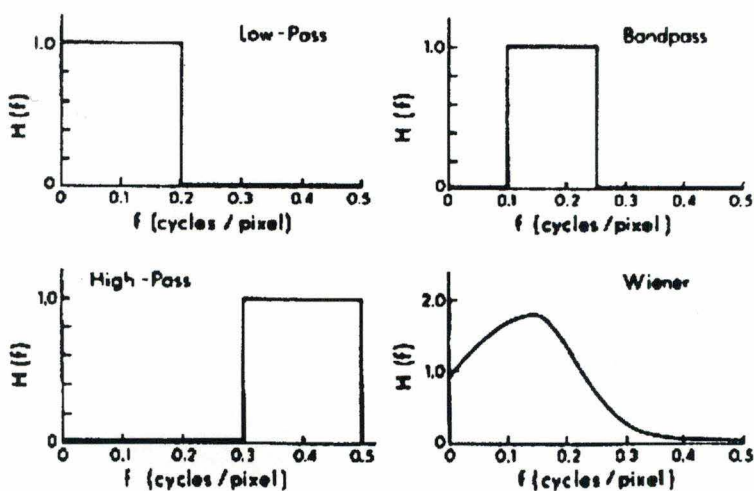 Low-Pass
1.0
H (f)
0
0 0.1 0.2 0.3 0.4 0.5
f (cycles/pixel)
Bandpass
1.0
H (f)
0
0 0.1 0.2 0.3 0.4 0.5
f (cycles/pixel)
High-Pass
1.0
H (f)
0
0 0.1 0.2 0.3 0.4 0.5
f (cycles/pixel)
Wiener
2.0
1.0
H (f)
0
0 0.1 0.2 0.3 0.4 0.5
f (cycles/pixel)